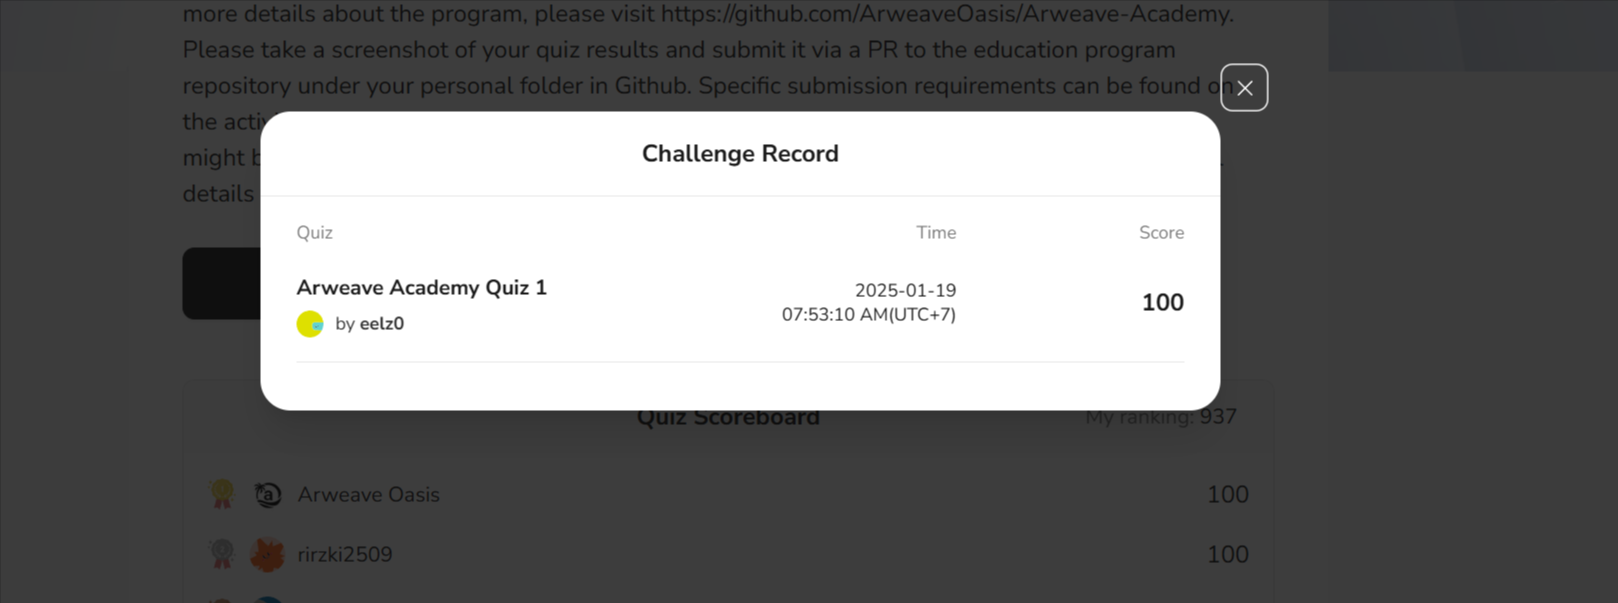 more details about the program, please visit https://github.com/ArweaveOasis/Arweave-Academy.
Please take a screenshot of your quiz results and submit it via a PR to the education program
repository under your personal folder in Github. Specific submission requirements can be found on
the
might
details
Challenge Record
Quiz Time Score
Arweave Academy Quiz 1
by eelz0
2025-01-19
07:53:10 AM(UTC+7)
100
Quiz Scoreboard My ranking: 937
Arweave Oasis 100
rirzki2509 100